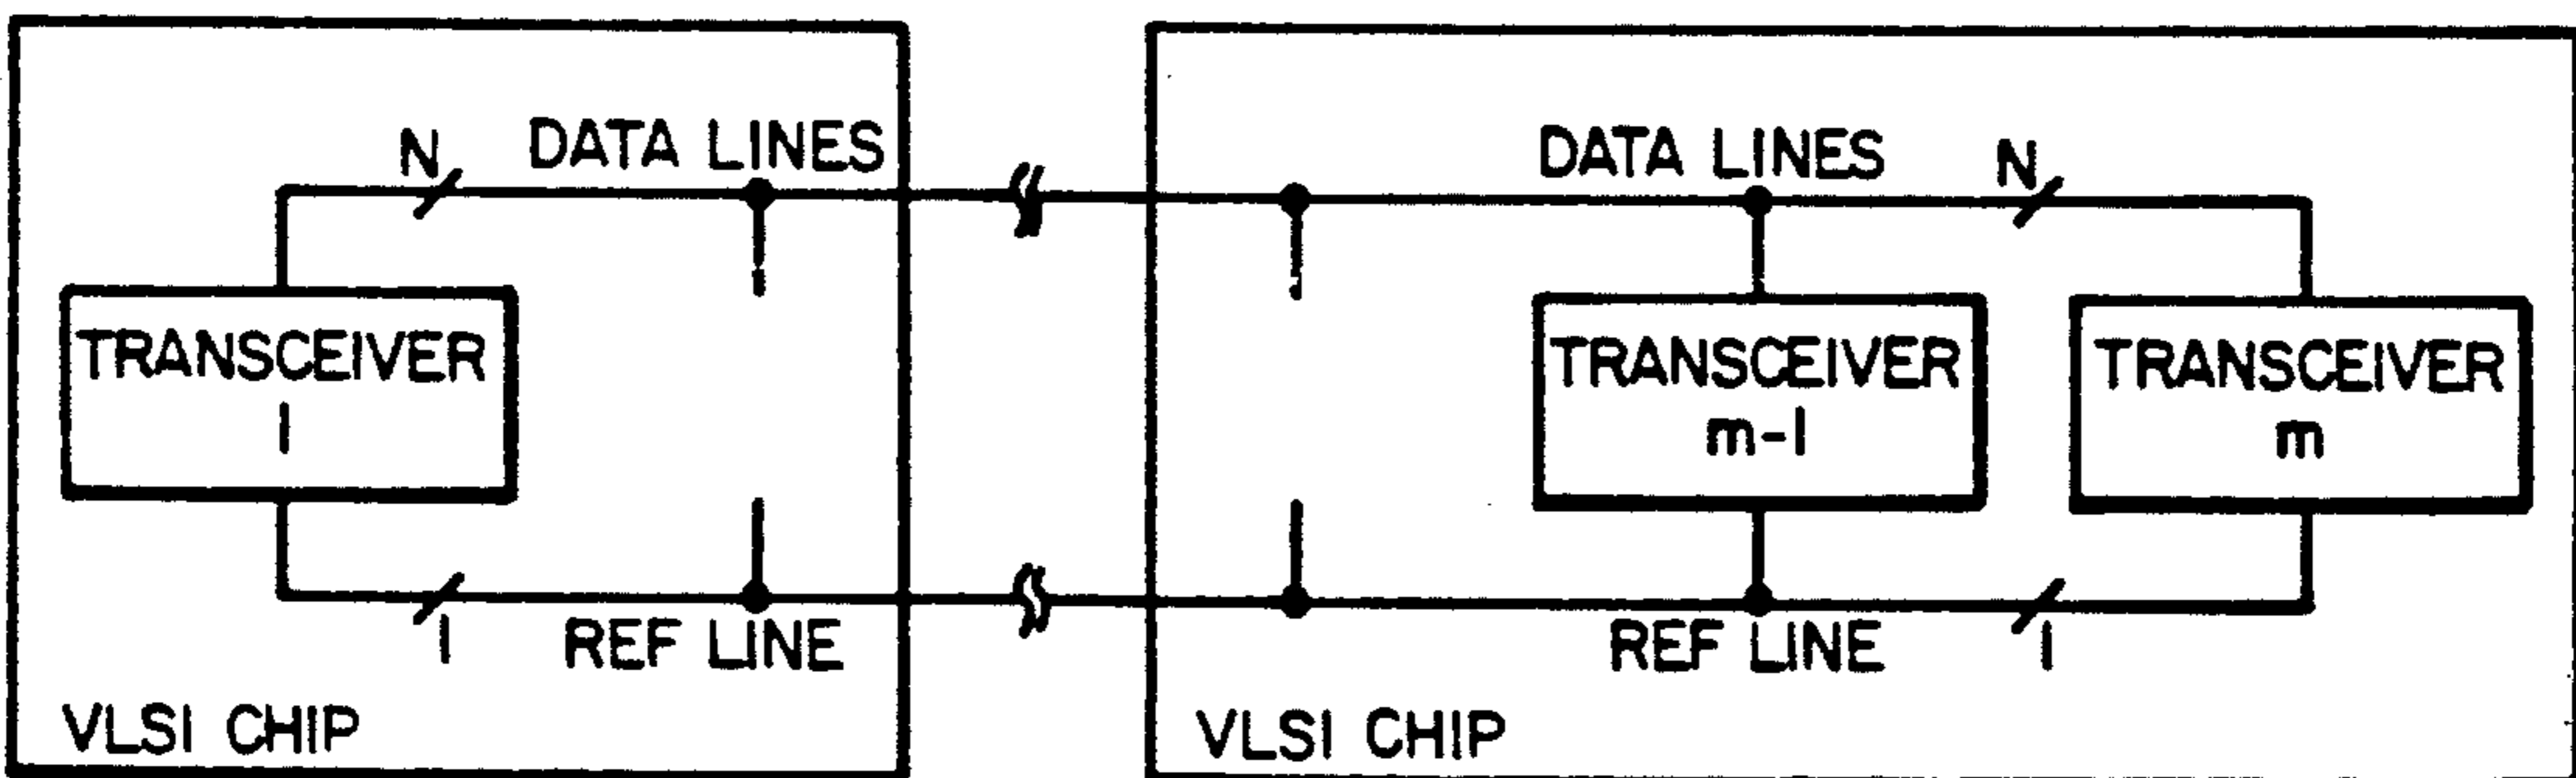 N DATA LINES
TRANSCEIVER
1
1 REF LINE
VLSI CHIP
DATA LINES N
TRANSCEIVER
m-1
TRANSCEIVER
m
REF LINE 1
VLSI CHIP